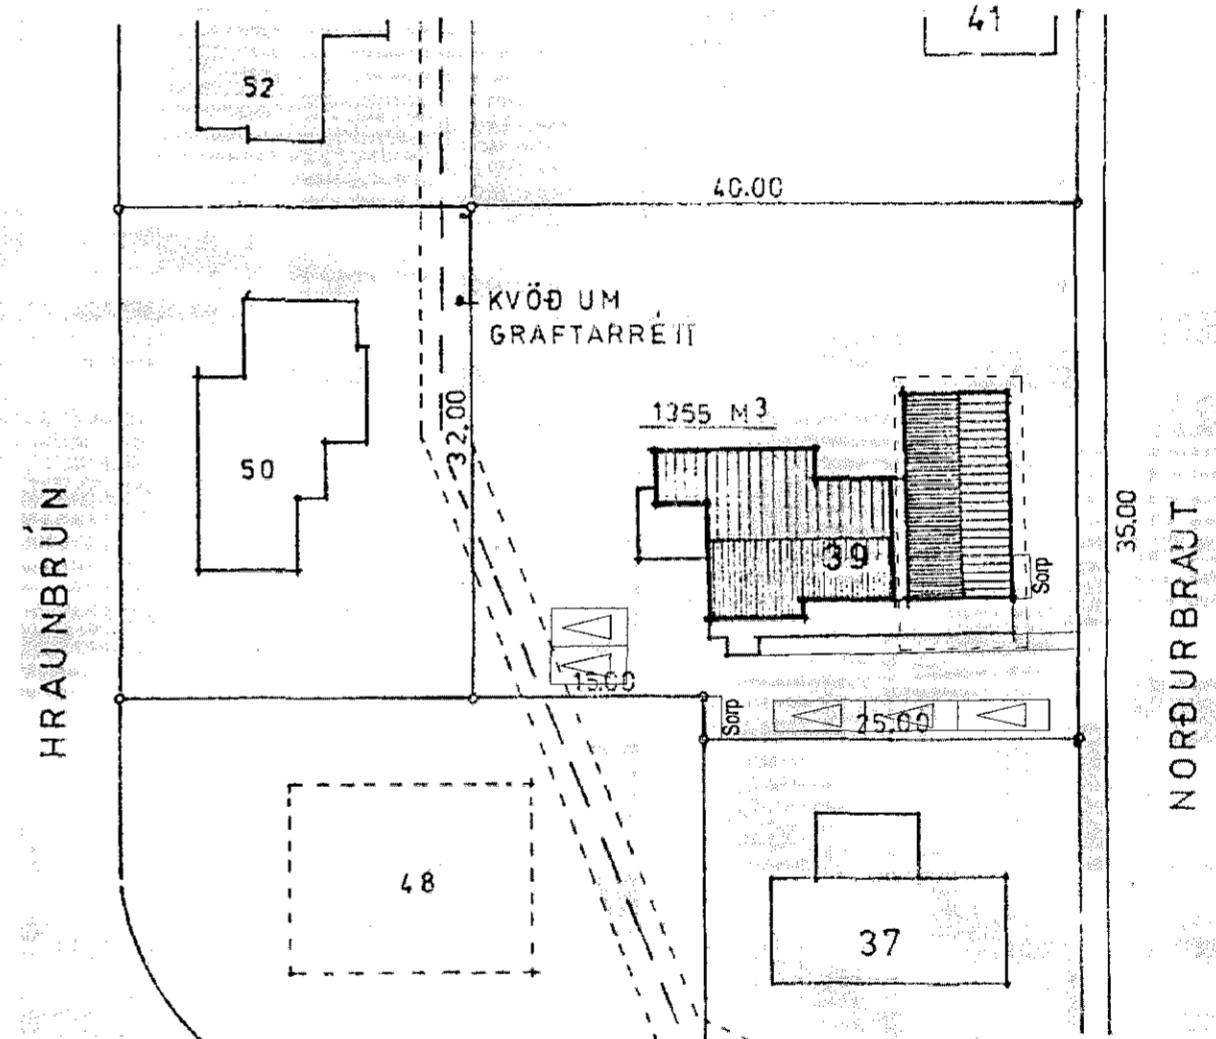 41
52
40.00
KVÖÐ UM
GRAFTARRÉTT
32.00
1355 M3
50
39
Sorp
35.00
HRAUNBRÚN
NORÐURBRAUT
15.00
Sorp
25.00
48
37